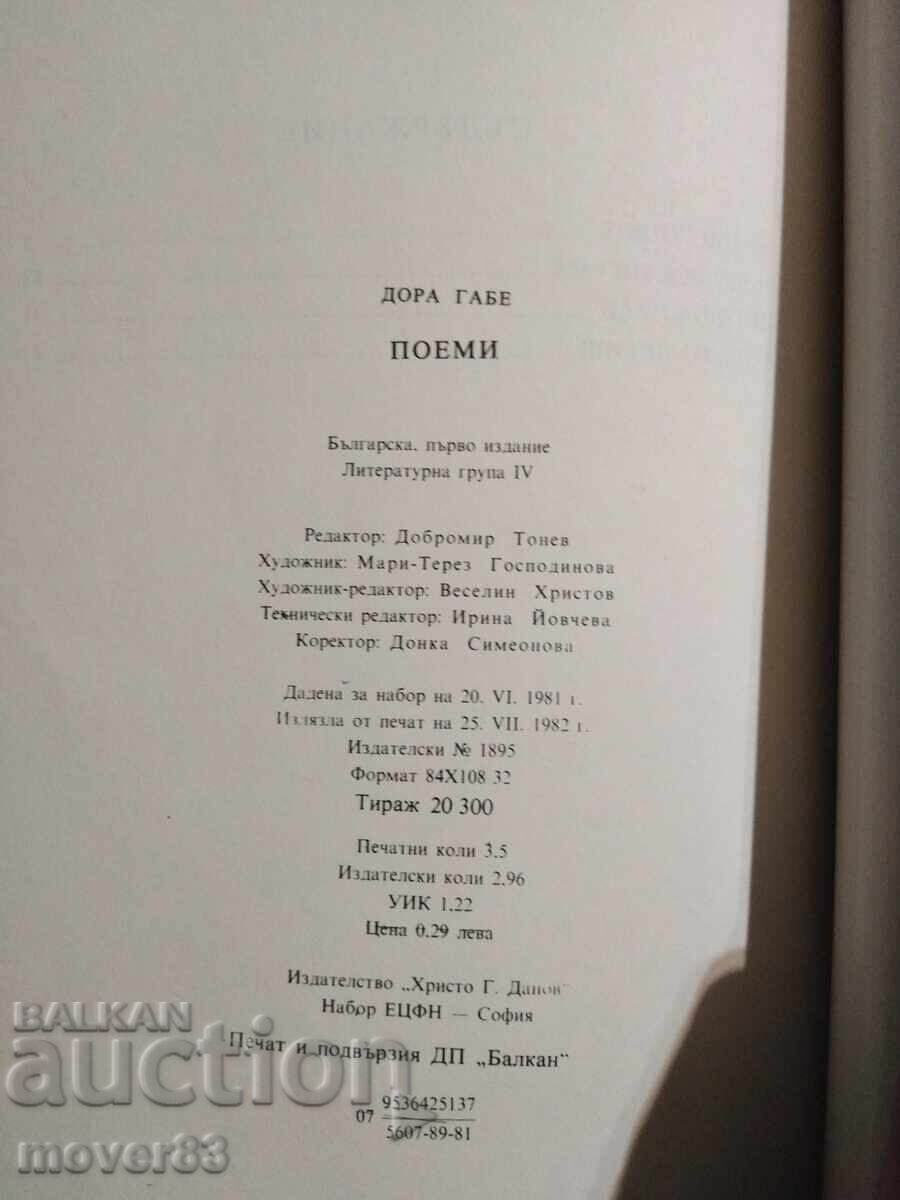 ДОРА ГАБЕ
ПОЕМИ
Българска, първо издание
Литературна група IV
Редактор: Добромир Тонев
Художник: Мари-Терез Господинова
Художник-редактор: Веселин Христов
Технически редактор: Ирина Йовчева
Коректор: Донка Симеонова
Дадена за набор на 20. VI. 1981 г.
Излязла от печат на 25. VII. 1982 г.
Издателски № 1895
Формат 84X108 32
Тираж 20 300
Печатни коли 3,5
Издателски коли 2,96
УИК 1,22
Цена 0,29 лева
Издателство „Христо Г. Данов"
Набор ЕЦФН — София
Печат и подвързия ДП „Балкан"
07 9536425137
5607-89-81
BALKAN
auction
mover83